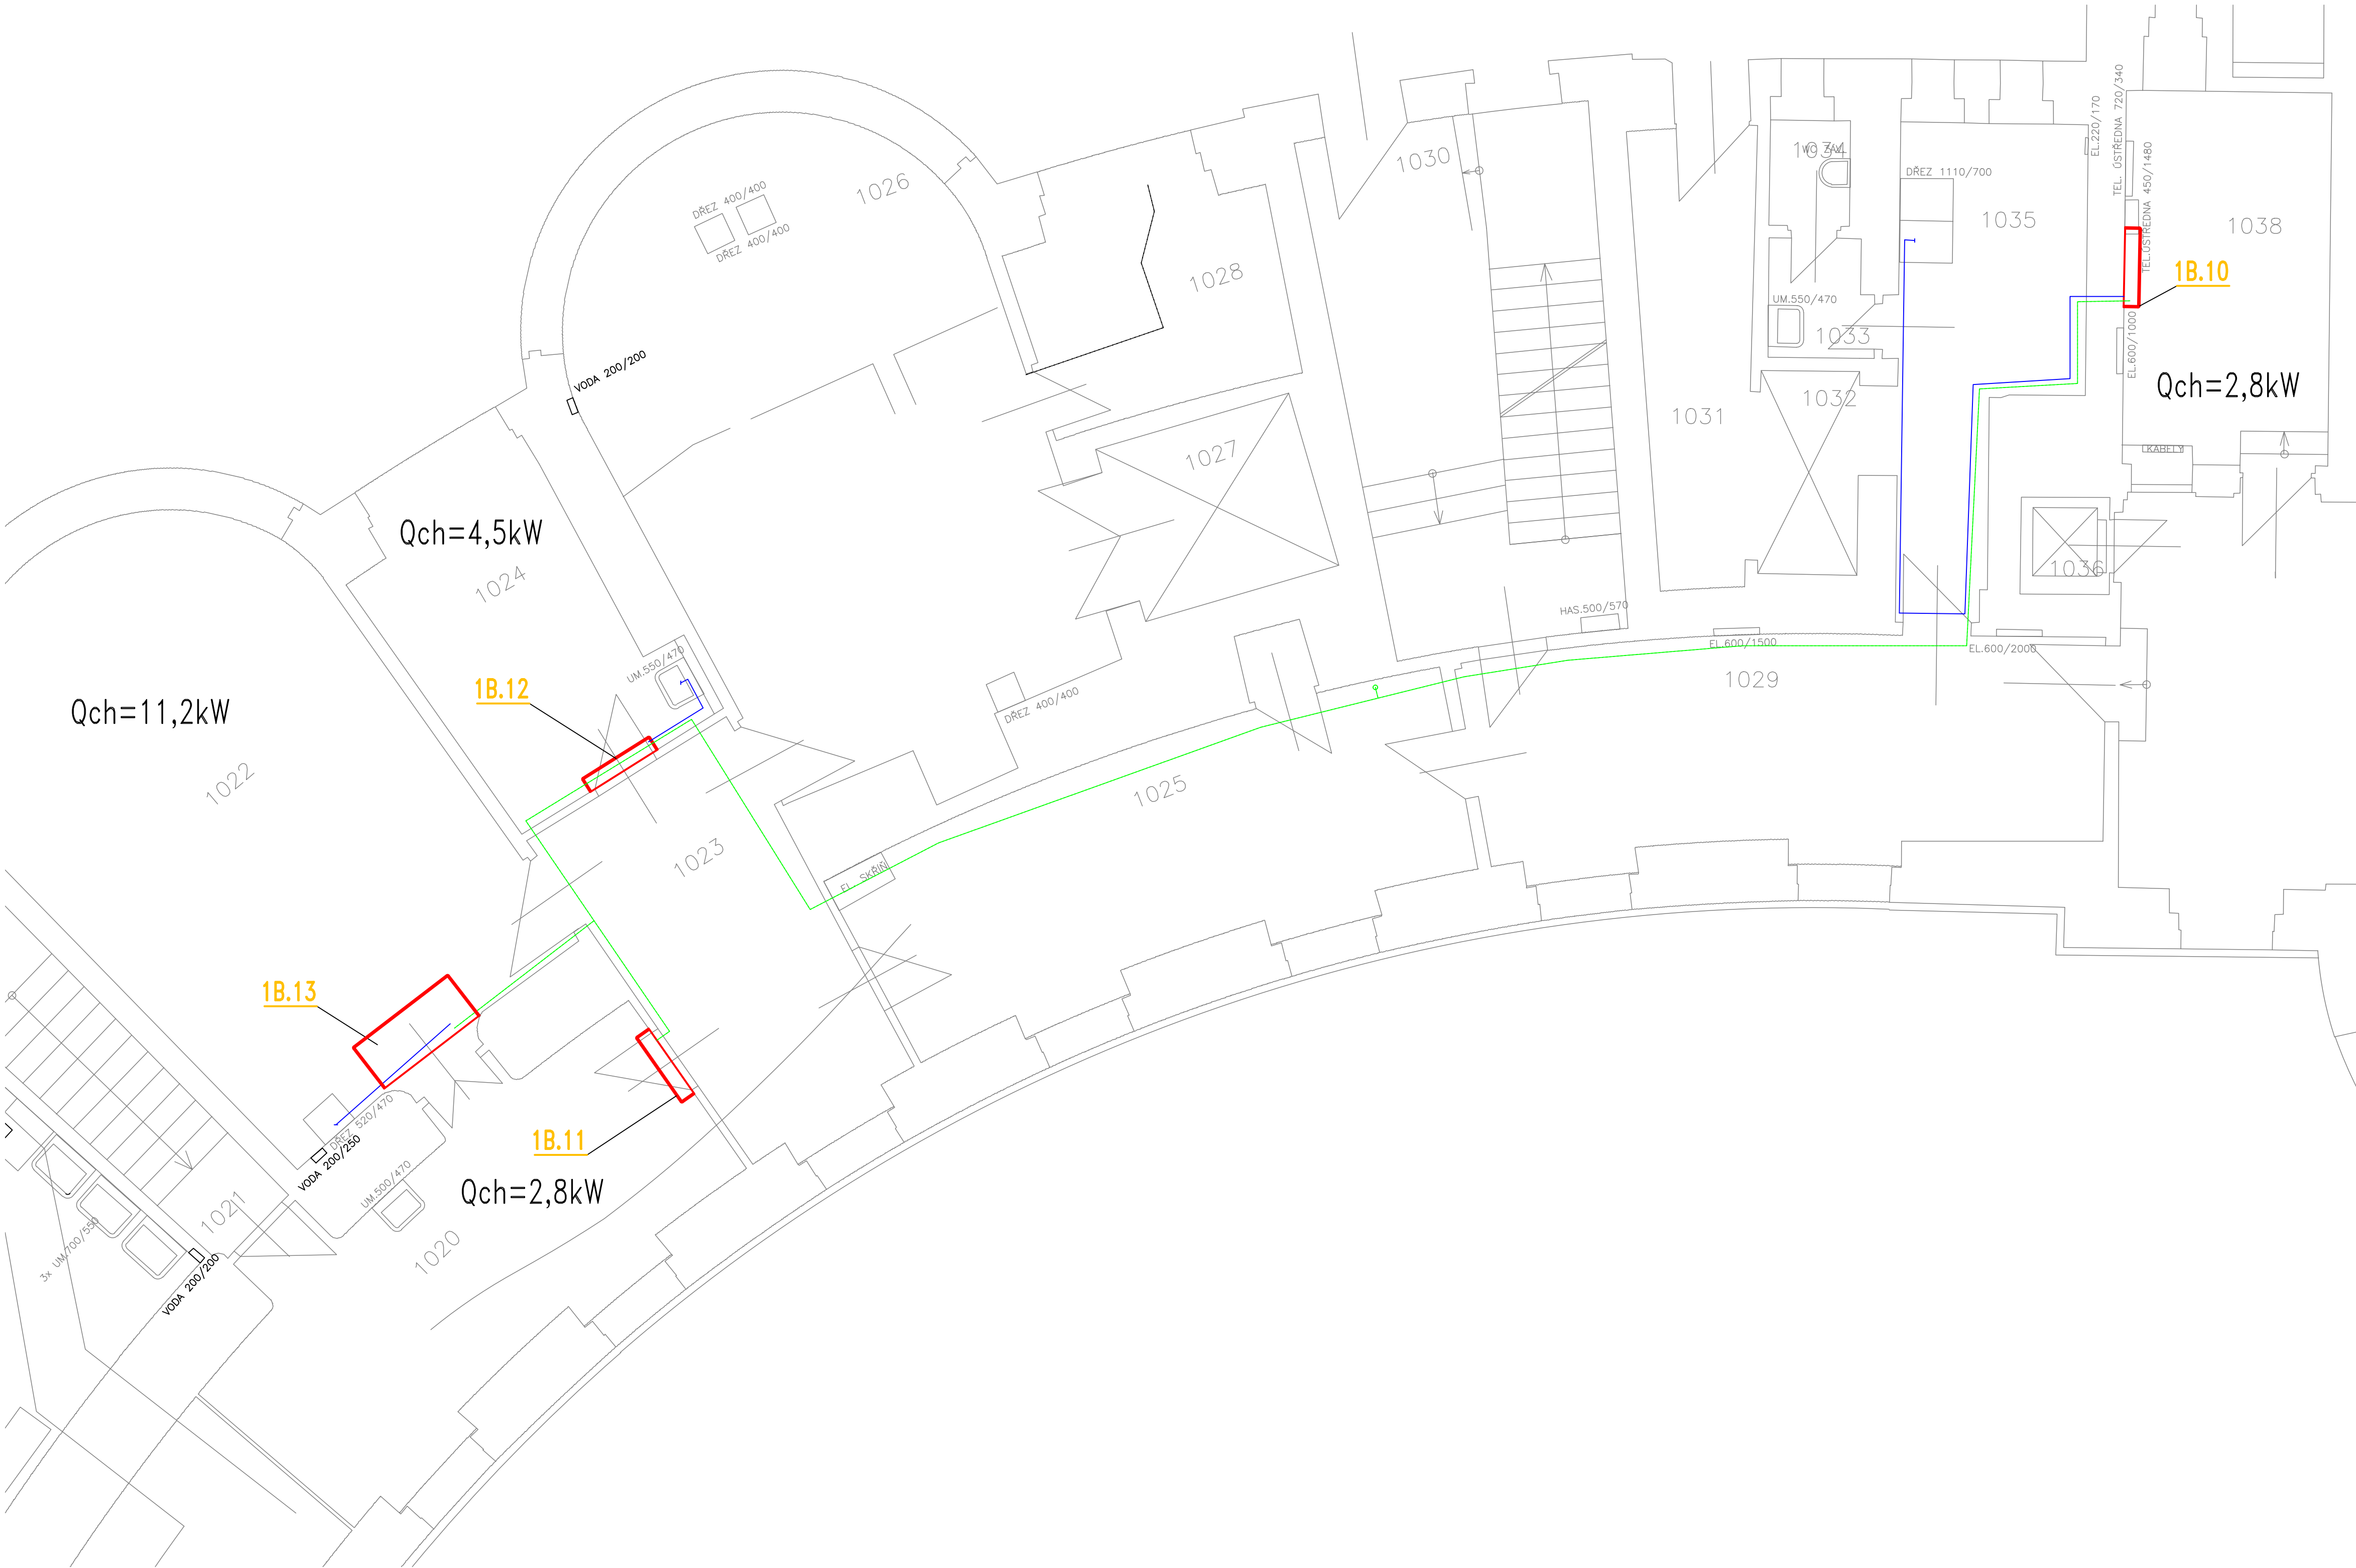 TEL. ÚSTŘEDNA 720/340
EL.220/170
1030
1034
WC ZÁV.
DŘEZ 1110/700
1035
TEL.ÚSTŘEDNA 450/1480
1038
1026
DŘEZ 400/400
DŘEZ 400/400
1028
1B.10
UM.550/470
1033
EL.600/1000
VODA 200/200
Qch=2,8kW
1032
1031
1027
KABELY
Qch=4,5kW
1024
1036
HAS.500/570
EL.600/1500
EL.600/2000
UM.550/470
1029
1B.12
DŘEZ 400/400
Qch=11,2kW
1022
1025
1023
EL. SKŘÍŇ
1B.13
DŘEZ 520/470
VODA 200/250
1B.11
UM.500/470
Qch=2,8kW
1021
1020
3x UM.700/550
VODA 200/200